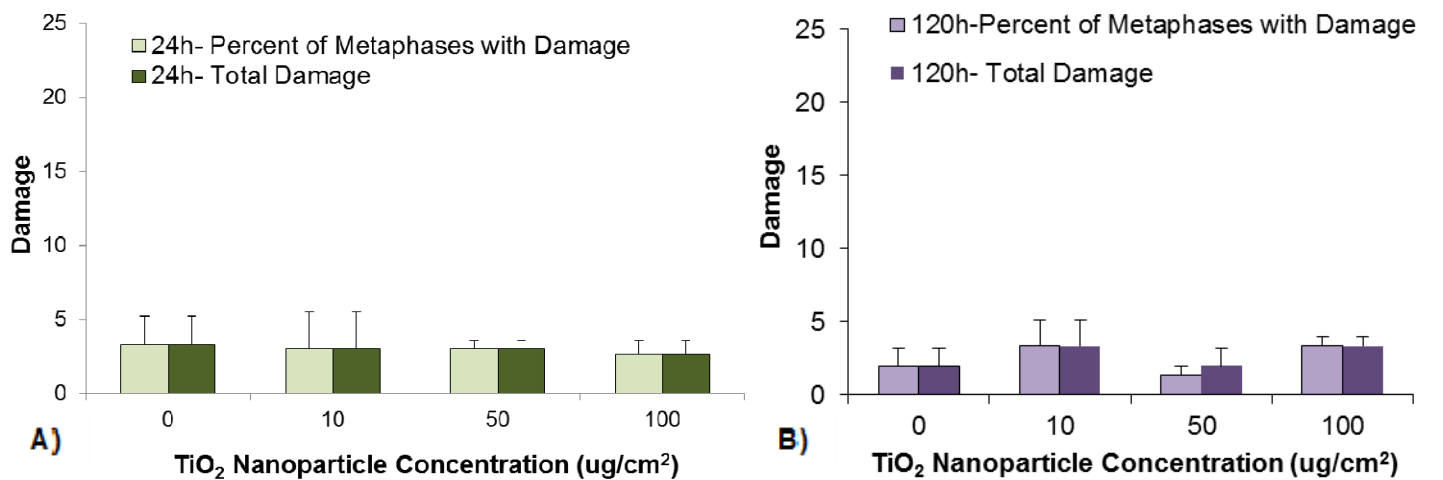 25
20
15
10
5
0
Damage
24h- Percent of Metaphases with Damage
24h- Total Damage
0 10 50 100
A)
TiO₂ Nanoparticle Concentration (ug/cm²)
25
20
15
10
5
0
Damage
120h-Percent of Metaphases with Damage
120h- Total Damage
0 10 50 100
B)
TiO₂ Nanoparticle Concentration (ug/cm²)